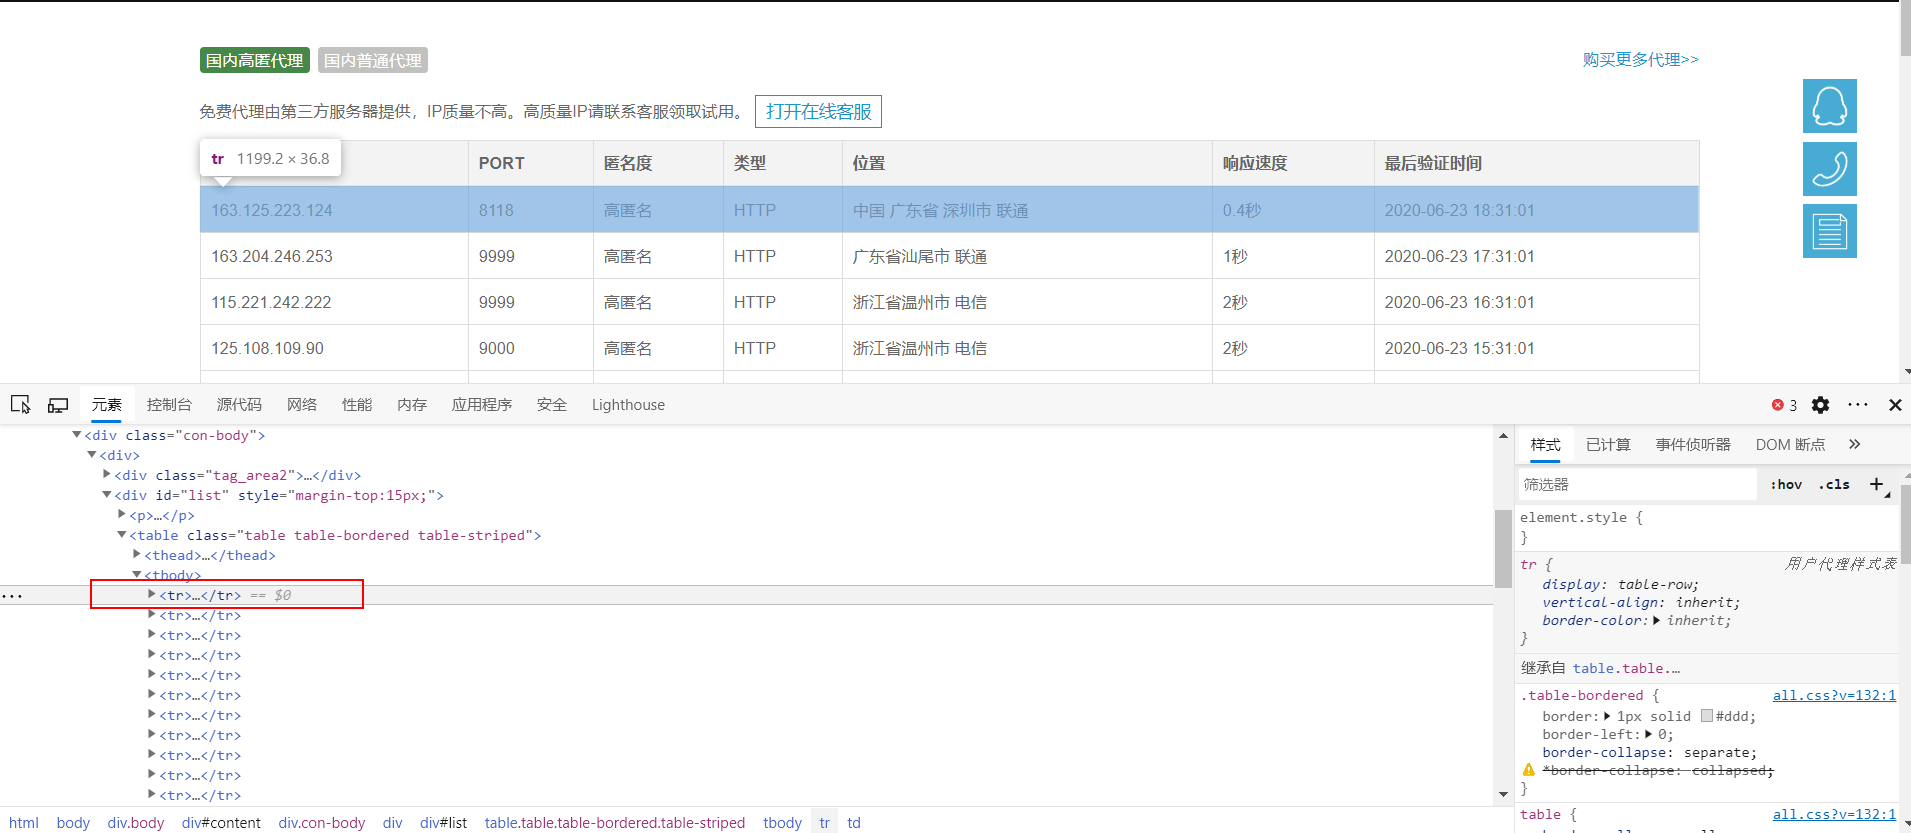 国内高匿代理 国内普通代理 购买更多代理>>
免费代理由第三方服务器提供，IP质量不高。高质量IP请联系客服领取试用。 打开在线客服
tr 1199.2 × 36.8
PORT 匿名度 类型 位置 响应速度 最后验证时间
163.125.223.124 8118 高匿名 HTTP 中国 广东省 深圳市 联通 0.4秒 2020-06-23 18:31:01
163.204.246.253 9999 高匿名 HTTP 广东省汕尾市 联通 1秒 2020-06-23 17:31:01
115.221.242.222 9999 高匿名 HTTP 浙江省温州市 电信 2秒 2020-06-23 16:31:01
125.108.109.90 9000 高匿名 HTTP 浙江省温州市 电信 2秒 2020-06-23 15:31:01
元素 控制台 源代码 网络 性能 内存 应用程序 安全 Lighthouse 3
<div class="con-body">
<div>
<div class="tag_area2">…</div>
<div id="list" style="margin-top:15px;">
<p>…</p>
<table class="table table-bordered table-striped">
<thead>…</thead>
<tbody>
<tr>…</tr> == $0
<tr>…</tr>
<tr>…</tr>
<tr>…</tr>
<tr>…</tr>
<tr>…</tr>
<tr>…</tr>
<tr>…</tr>
<tr>…</tr>
<tr>…</tr>
<tr>…</tr>
html body div.body div#content div.con-body div div#list table.table.table-bordered.table-striped tbody tr td
样式 已计算 事件侦听器 DOM 断点
筛选器 :hov .cls +
element.style {
}
tr { 用户代理样式表
display: table-row;
vertical-align: inherit;
border-color: inherit;
}
继承自 table.table.…
.table-bordered { all.css?v=132:1
border: 1px solid #ddd;
border-left: 0;
border-collapse: separate;
*border-collapse: collapsed;
}
table { all.css?v=132:1